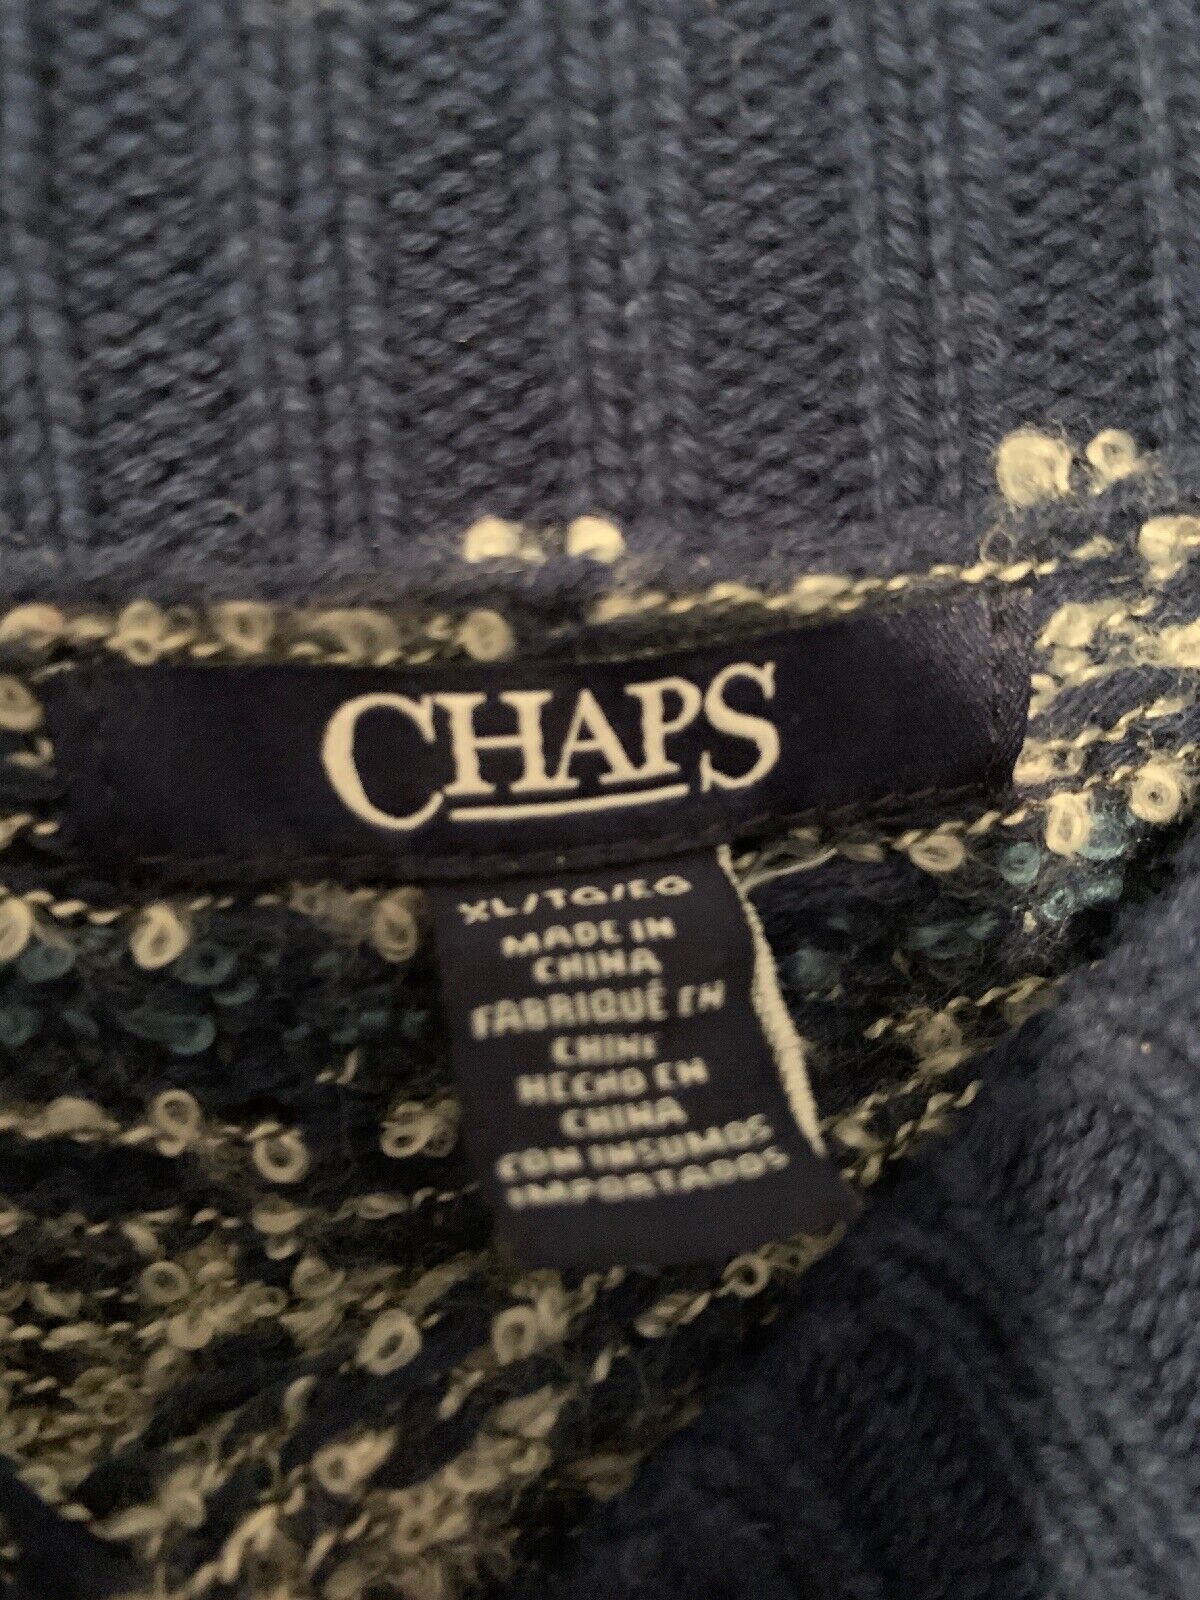 CHAPS
XL/TG/EG
MADE IN
CHINA
FABRIQUÉ EN
CHINE
HECHO EN
CHINA
CON INSUMOS
IMPORTADOS